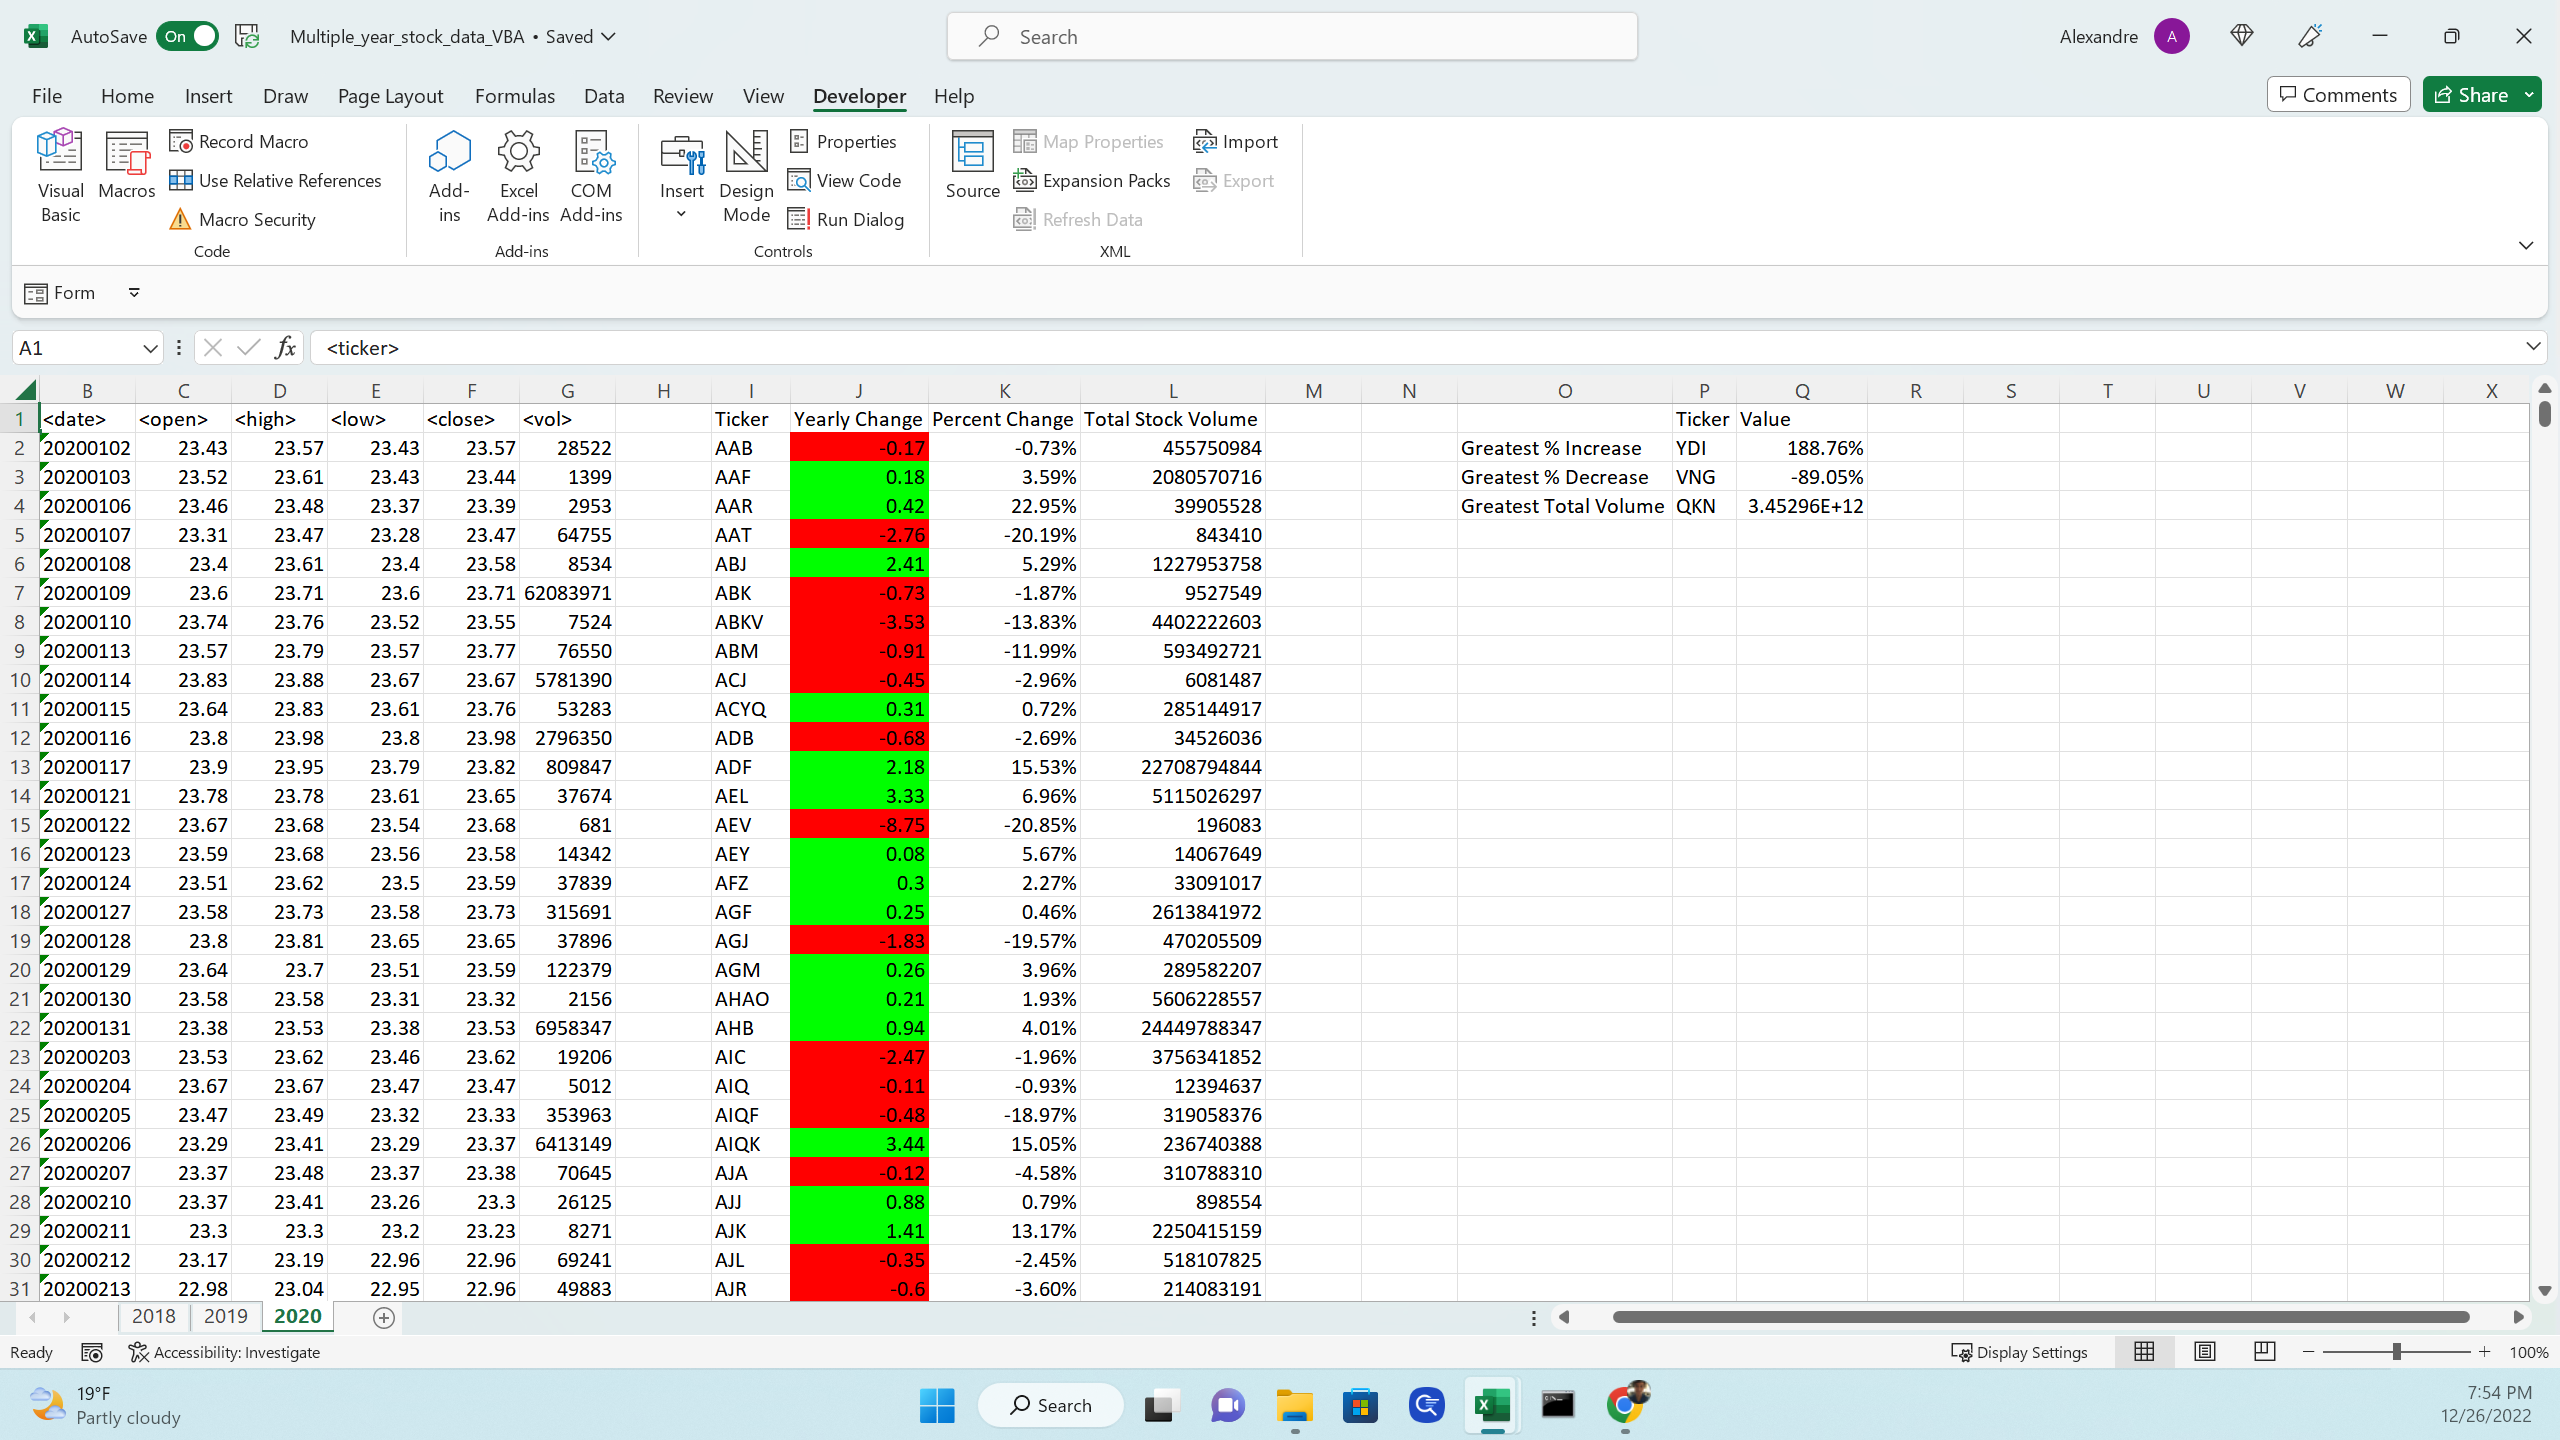 AutoSave On Multiple_year_stock_data_VBA • Saved Search Alexandre A
File Home Insert Draw Page Layout Formulas Data Review View Developer Help Comments Share
Visual Basic Macros Record Macro Use Relative References Macro Security Code
Add-ins Excel Add-ins COM Add-ins Add-ins
Insert Design Mode Properties View Code Run Dialog Controls
Source Map Properties Expansion Packs Refresh Data Import Export XML
Form
A1 fx <ticker>
B C D E F G H I J K L M N O P Q R S T U V W X
1 <date> <open> <high> <low> <close> <vol> Ticker Yearly Change Percent Change Total Stock Volume Ticker Value
2 20200102 23.43 23.57 23.43 23.57 28522 AAB -0.17 -0.73% 455750984 Greatest % Increase YDI 188.76%
3 20200103 23.52 23.61 23.43 23.44 1399 AAF 0.18 3.59% 2080570716 Greatest % Decrease VNG -89.05%
4 20200106 23.46 23.48 23.37 23.39 2953 AAR 0.42 22.95% 39905528 Greatest Total Volume QKN 3.45296E+12
5 20200107 23.31 23.47 23.28 23.47 64755 AAT -2.76 -20.19% 843410
6 20200108 23.4 23.61 23.4 23.58 8534 ABJ 2.41 5.29% 1227953758
7 20200109 23.6 23.71 23.6 23.71 62083971 ABK -0.73 -1.87% 9527549
8 20200110 23.74 23.76 23.52 23.55 7524 ABKV -3.53 -13.83% 4402222603
9 20200113 23.57 23.79 23.57 23.77 76550 ABM -0.91 -11.99% 593492721
10 20200114 23.83 23.88 23.67 23.67 5781390 ACJ -0.45 -2.96% 6081487
11 20200115 23.64 23.83 23.61 23.76 53283 ACYQ 0.31 0.72% 285144917
12 20200116 23.8 23.98 23.8 23.98 2796350 ADB -0.68 -2.69% 34526036
13 20200117 23.9 23.95 23.79 23.82 809847 ADF 2.18 15.53% 22708794844
14 20200121 23.78 23.78 23.61 23.65 37674 AEL 3.33 6.96% 5115026297
15 20200122 23.67 23.68 23.54 23.68 681 AEV -8.75 -20.85% 196083
16 20200123 23.59 23.68 23.56 23.58 14342 AEY 0.08 5.67% 14067649
17 20200124 23.51 23.62 23.5 23.59 37839 AFZ 0.3 2.27% 33091017
18 20200127 23.58 23.73 23.58 23.73 315691 AGF 0.25 0.46% 2613841972
19 20200128 23.8 23.81 23.65 23.65 37896 AGJ -1.83 -19.57% 470205509
20 20200129 23.64 23.7 23.51 23.59 122379 AGM 0.26 3.96% 289582207
21 20200130 23.58 23.58 23.31 23.32 2156 AHAO 0.21 1.93% 5606228557
22 20200131 23.38 23.53 23.38 23.53 6958347 AHB 0.94 4.01% 24449788347
23 20200203 23.53 23.62 23.46 23.62 19206 AIC -2.47 -1.96% 3756341852
24 20200204 23.67 23.67 23.47 23.47 5012 AIQ -0.11 -0.93% 12394637
25 20200205 23.47 23.49 23.32 23.33 353963 AIQF -0.48 -18.97% 319058376
26 20200206 23.29 23.41 23.29 23.37 6413149 AIQK 3.44 15.05% 236740388
27 20200207 23.37 23.48 23.37 23.38 70645 AJA -0.12 -4.58% 310788310
28 20200210 23.37 23.41 23.26 23.3 26125 AJJ 0.88 0.79% 898554
29 20200211 23.3 23.3 23.2 23.23 8271 AJK 1.41 13.17% 2250415159
30 20200212 23.17 23.19 22.96 22.96 69241 AJL -0.35 -2.45% 518107825
31 20200213 22.98 23.04 22.95 22.96 49883 AJR -0.6 -3.60% 214083191
2018 2019 2020
Ready Accessibility: Investigate Display Settings 100%
19°F
Partly cloudy
Search
7:54 PM
12/26/2022